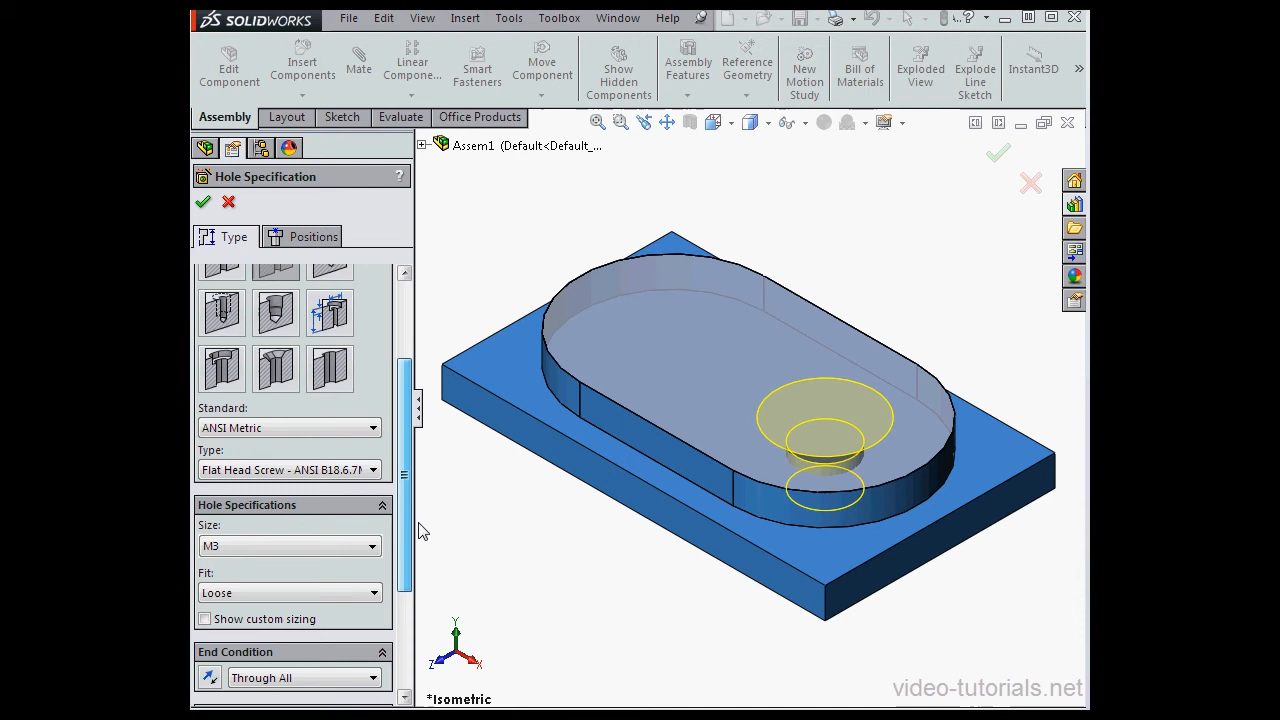 SOLIDWORKS File Edit View Insert Tools Toolbox Window Help
Edit Component
Insert Components
Mate
Linear Compone...
Smart Fasteners
Move Component
Show Hidden Components
Assembly Features
Reference Geometry
New Motion Study
Bill of Materials
Exploded View
Explode Line Sketch
Instant3D
Assembly Layout Sketch Evaluate Office Products
Assem1 (Default<Default_...
Hole Specification ?
Type Positions
Standard:
ANSI Metric
Type:
Flat Head Screw - ANSI B18.6.7M
Hole Specifications
Size:
M3
Fit:
Loose
Show custom sizing
End Condition
Through All
Y
Z X
*Isometric
video-tutorials.net